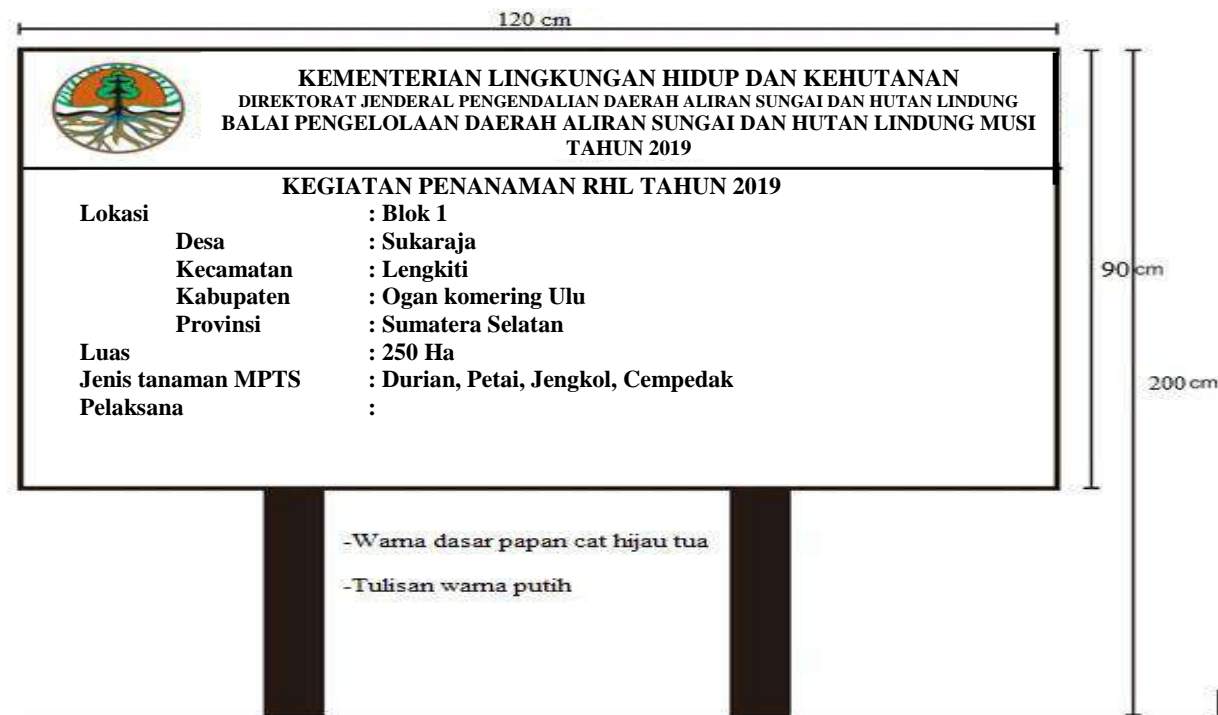 120 cm
KEMENTERIAN LINGKUNGAN HIDUP DAN KEHUTANAN
DIREKTORAT JENDERAL PENGENDALIAN DAERAH ALIRAN SUNGAI DAN HUTAN LINDUNG
BALAI PENGELOLAAN DAERAH ALIRAN SUNGAI DAN HUTAN LINDUNG MUSI
TAHUN 2019
KEGIATAN PENANAMAN RHL TAHUN 2019
Lokasi : Blok 1
Desa : Sukaraja
Kecamatan : Lengkiti
Kabupaten : Ogan komering Ulu
Provinsi : Sumatera Selatan
Luas : 250 Ha
Jenis tanaman MPTS : Durian, Petai, Jengkol, Cempedak
Pelaksana :
90 cm
200 cm
-Warna dasar papan cat hijau tua
-Tulisan warna putih